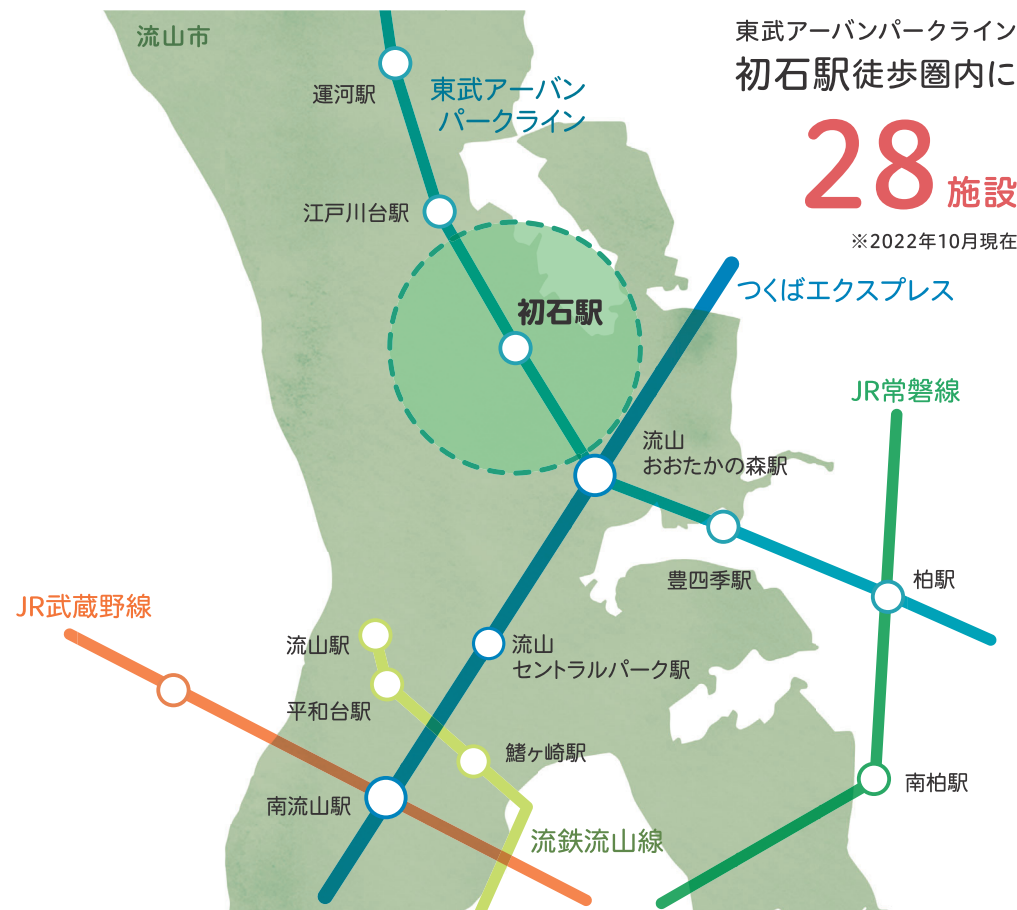 流山市
東武アーバンパークライン
初石駅徒歩圏内に
28施設
※2022年10月現在
運河駅
東武アーバン
パークライン
江戸川台駅
つくばエクスプレス
初石駅
JR常磐線
流山
おおたかの森駅
豊四季駅
柏駅
JR武蔵野線
流山駅
流山
セントラルパーク駅
平和台駅
鰭ヶ崎駅
南柏駅
南流山駅
流鉄流山線